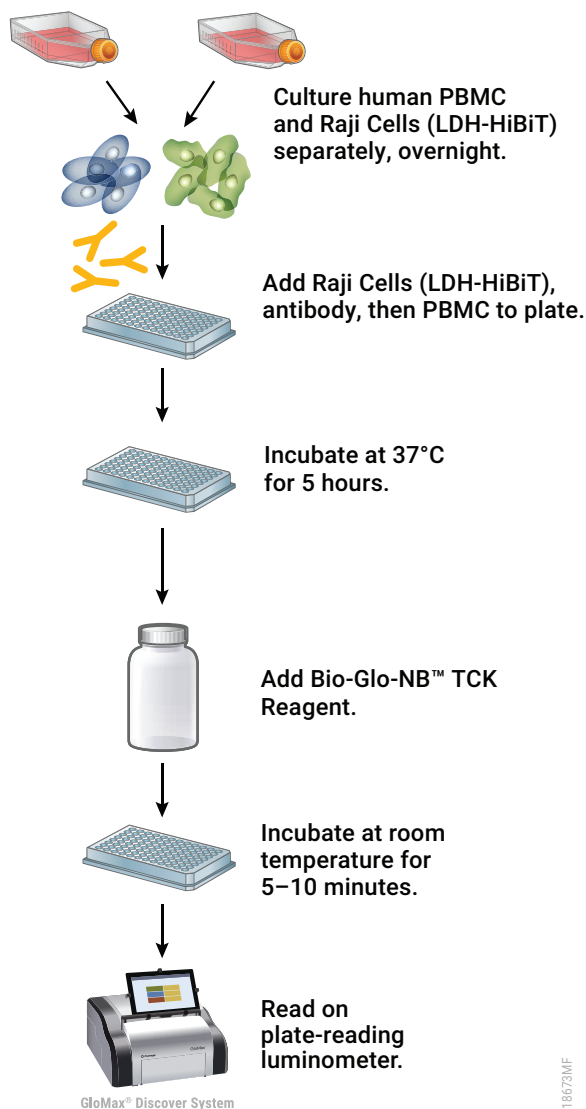 Culture human PBMC
and Raji Cells (LDH-HiBiT)
separately, overnight.
Add Raji Cells (LDH-HiBiT),
antibody, then PBMC to plate.
Incubate at 37°C
for 5 hours.
Add Bio-Glo-NB™ TCK
Reagent.
Incubate at room
temperature for
5–10 minutes.
Read on
plate-reading
luminometer.
GloMax® Discover System
18673MF